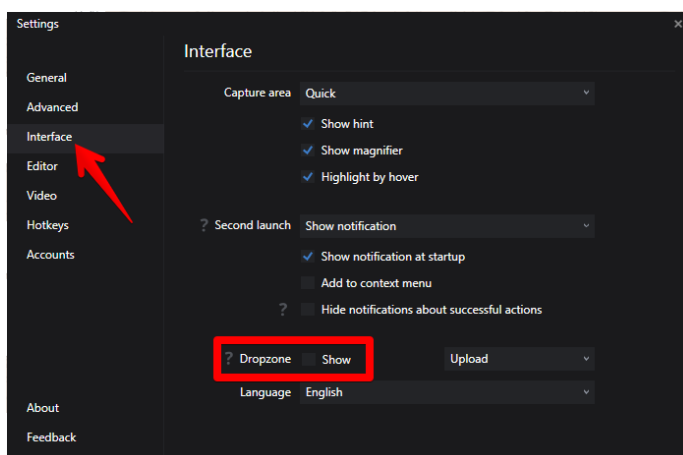 Settings
Interface
General
Advanced
Interface
Editor
Video
Hotkeys
Accounts
About
Feedback
Capture area Quick
Show hint
Show magnifier
Highlight by hover
? Second launch Show notification
Show notification at startup
Add to context menu
? Hide notifications about successful actions
? Dropzone Show Upload
Language English